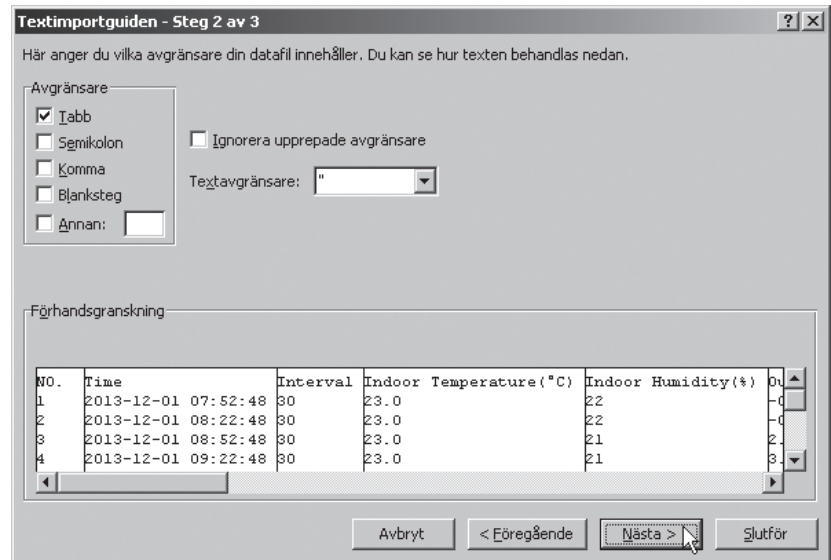 Textimportguiden - Steg 2 av 3
Här anger du vilka avgränsare din datafil innehåller. Du kan se hur texten behandlas nedan.
Avgränsare
Tabb
Semikolon
Komma
Blanksteg
Annan:
Ignorera upprepade avgränsare
Textavgränsare: "
Förhandsgranskning
NO. Time Interval Indoor Temperature(°C) Indoor Humidity(%)
1 2013-12-01 07:52:48 30 23.0 22
2 2013-12-01 08:22:48 30 23.0 22
3 2013-12-01 08:52:48 30 23.0 21 2.
4 2013-12-01 09:22:48 30 23.0 21 3.
Avbryt < Föregående Nästa > Slutför